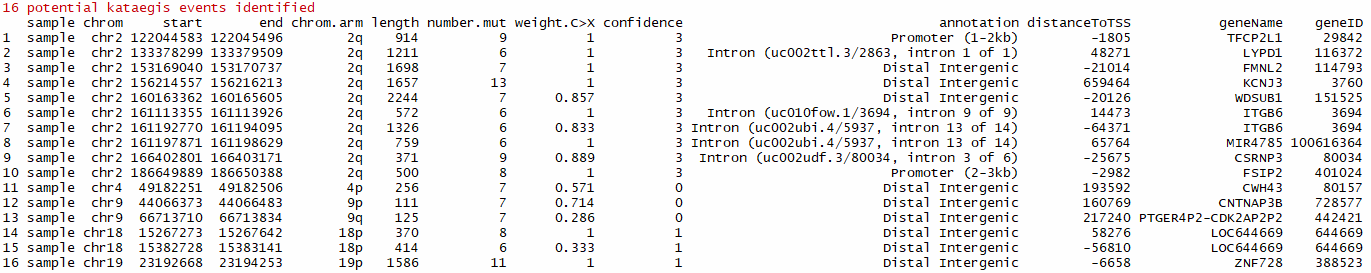 16 potential kataegis events identified
sample chrom start end chrom.arm length number.mut weight.C>X confidence annotation distanceToTSS geneName geneID
1 sample chr2 122044583 122045496 2q 914 9 1 3 Promoter (1-2kb) -1805 TFCP2L1 29842
2 sample chr2 133378299 133379509 2q 1211 6 1 3 Intron (uc002ttl.3/2863, intron 1 of 1) 48271 LYPD1 116372
3 sample chr2 153169040 153170737 2q 1698 7 1 3 Distal Intergenic -21014 FMNL2 114793
4 sample chr2 156214557 156216213 2q 1657 13 1 3 Distal Intergenic 659464 KCNJ3 3760
5 sample chr2 160163362 160165605 2q 2244 7 0.857 3 Distal Intergenic -20126 WDSUB1 151525
6 sample chr2 161113355 161113926 2q 572 6 1 3 Intron (uc010fow.1/3694, intron 9 of 9) 14473 ITGB6 3694
7 sample chr2 161192770 161194095 2q 1326 6 0.833 3 Intron (uc002ubi.4/5937, intron 13 of 14) -64371 ITGB6 3694
8 sample chr2 161197871 161198629 2q 759 6 1 3 Intron (uc002ubi.4/5937, intron 13 of 14) 65764 MIR4785 100616364
9 sample chr2 166402801 166403171 2q 371 9 0.889 3 Intron (uc002udf.3/80034, intron 3 of 6) -25675 CSRNP3 80034
10 sample chr2 186649889 186650388 2q 500 8 1 3 Promoter (2-3kb) -2982 FSIP2 401024
11 sample chr4 49182251 49182506 4p 256 7 0.571 0 Distal Intergenic 193592 CWH43 80157
12 sample chr9 44066373 44066483 9p 111 7 0.714 0 Distal Intergenic 160769 CNTNAP3B 728577
13 sample chr9 66713710 66713834 9q 125 7 0.286 0 Distal Intergenic 217240 PTGER4P2-CDK2AP2P2 442421
14 sample chr18 15267273 15267642 18p 370 8 1 1 Distal Intergenic 58276 LOC644669 644669
15 sample chr18 15382728 15383141 18p 414 6 0.333 1 Distal Intergenic -56810 LOC644669 644669
16 sample chr19 23192668 23194253 19p 1586 11 1 1 Distal Intergenic -6658 ZNF728 388523